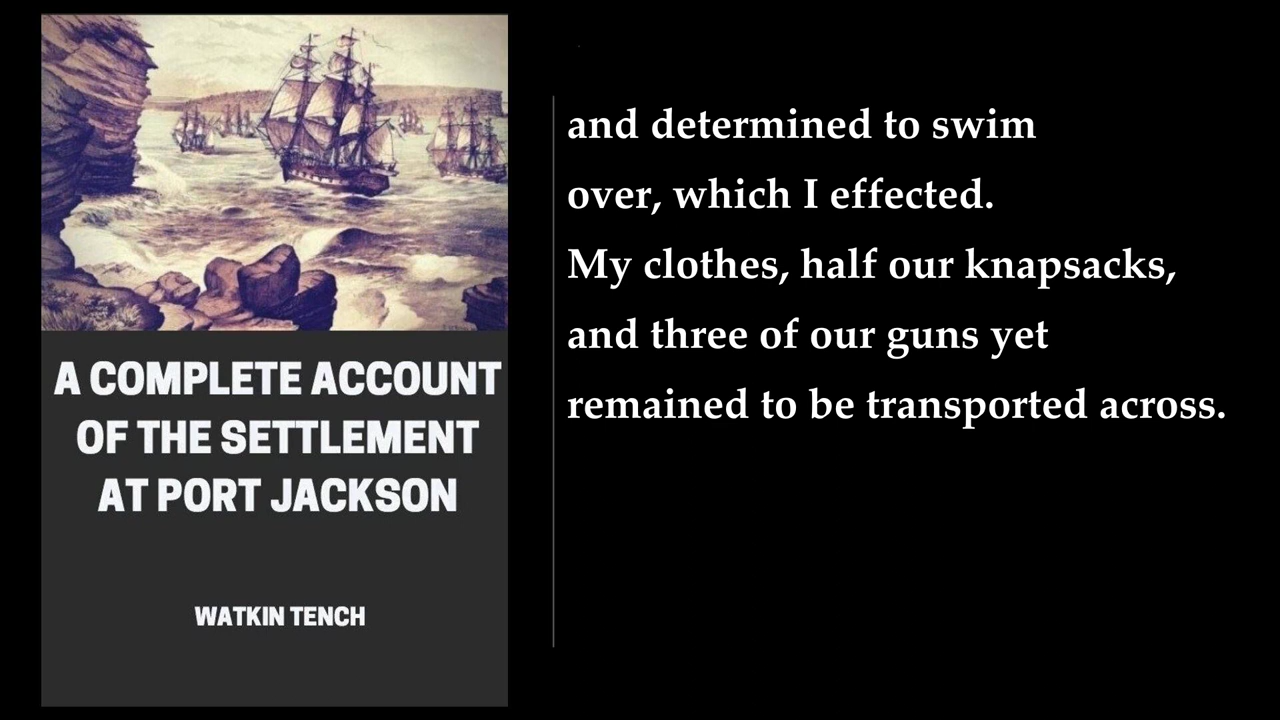 A COMPLETE ACCOUNT
OF THE SETTLEMENT
AT PORT JACKSON
WATKIN TENCH
and determined to swim
over, which I effected.
My clothes, half our knapsacks,
and three of our guns yet
remained to be transported across.